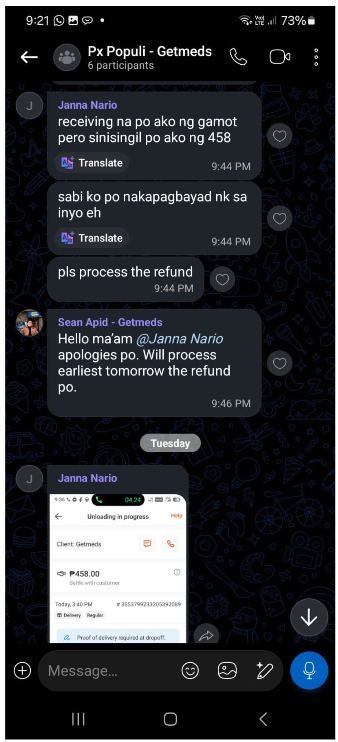 9:21
73%
Px Populi - Getmeds
6 participants
J
Janna Nario
receiving na po ako ng gamot
pero sinisingil po ako ng 458
Translate
9:44 PM
sabi ko po nakapagbayad nk sa
inyo eh
Translate
9:44 PM
pls process the refund
9:44 PM
Sean Apid - Getmeds
Hello ma'am @Janna Nario
apologies po. Will process
earliest tomorrow the refund
po.
9:46 PM
Tuesday
J
Janna Nario
9:36
04:24
Unloading in progress
Help
Client: Getmeds
₱458.00
Settle with customer
Today, 3:40 PM
Delivery
Regular
Proof of delivery required at dropoff.
Message...